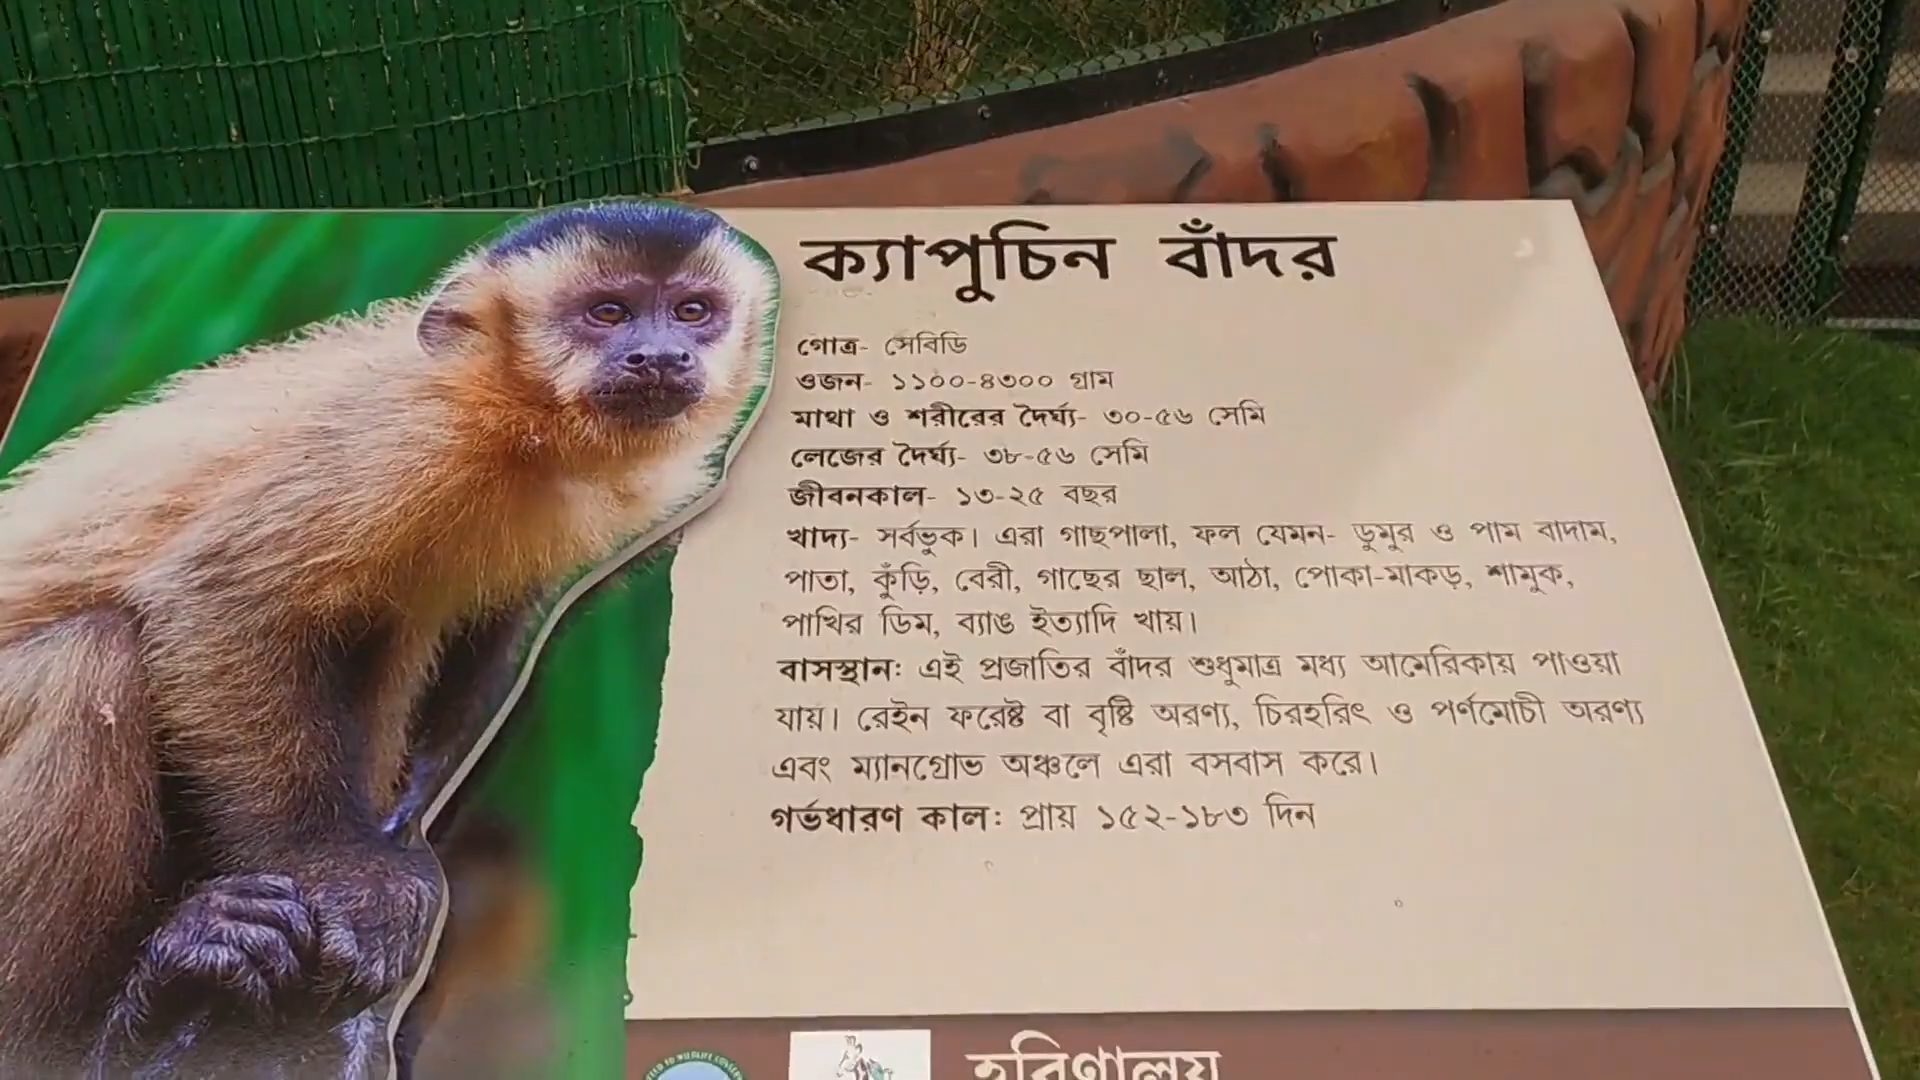 ক্যাপুচিন বাঁদর
গোত্র- সেবিডি
ওজন- ১১০০-৪৩০০ গ্রাম
মাথা ও শরীরের দৈর্ঘ্য- ৩০-৫৬ সেমি
লেজের দৈর্ঘ্য- ৩৮-৫৬ সেমি
জীবনকাল- ১৩-২৫ বছর
খাদ্য- সর্বভুক। এরা গাছপালা, ফল যেমন- ডুমুর ও পাম বাদাম,
পাতা, কুঁড়ি, বেরী, গাছের ছাল, আঠা, পোকা-মাকড়, শামুক,
পাখির ডিম, ব্যাঙ ইত্যাদি খায়।
বাসস্থান: এই প্রজাতির বাঁদর শুধুমাত্র মধ্য আমেরিকায় পাওয়া
যায়। রেইন ফরেষ্ট বা বৃষ্টি অরণ্য, চিরহরিৎ ও পর্ণমোচী অরণ্য
এবং ম্যানগ্রোভ অঞ্চলে এরা বসবাস করে।
গর্ভধারণ কাল: প্রায় ১৫২-১৮৩ দিন
হরিণালয়